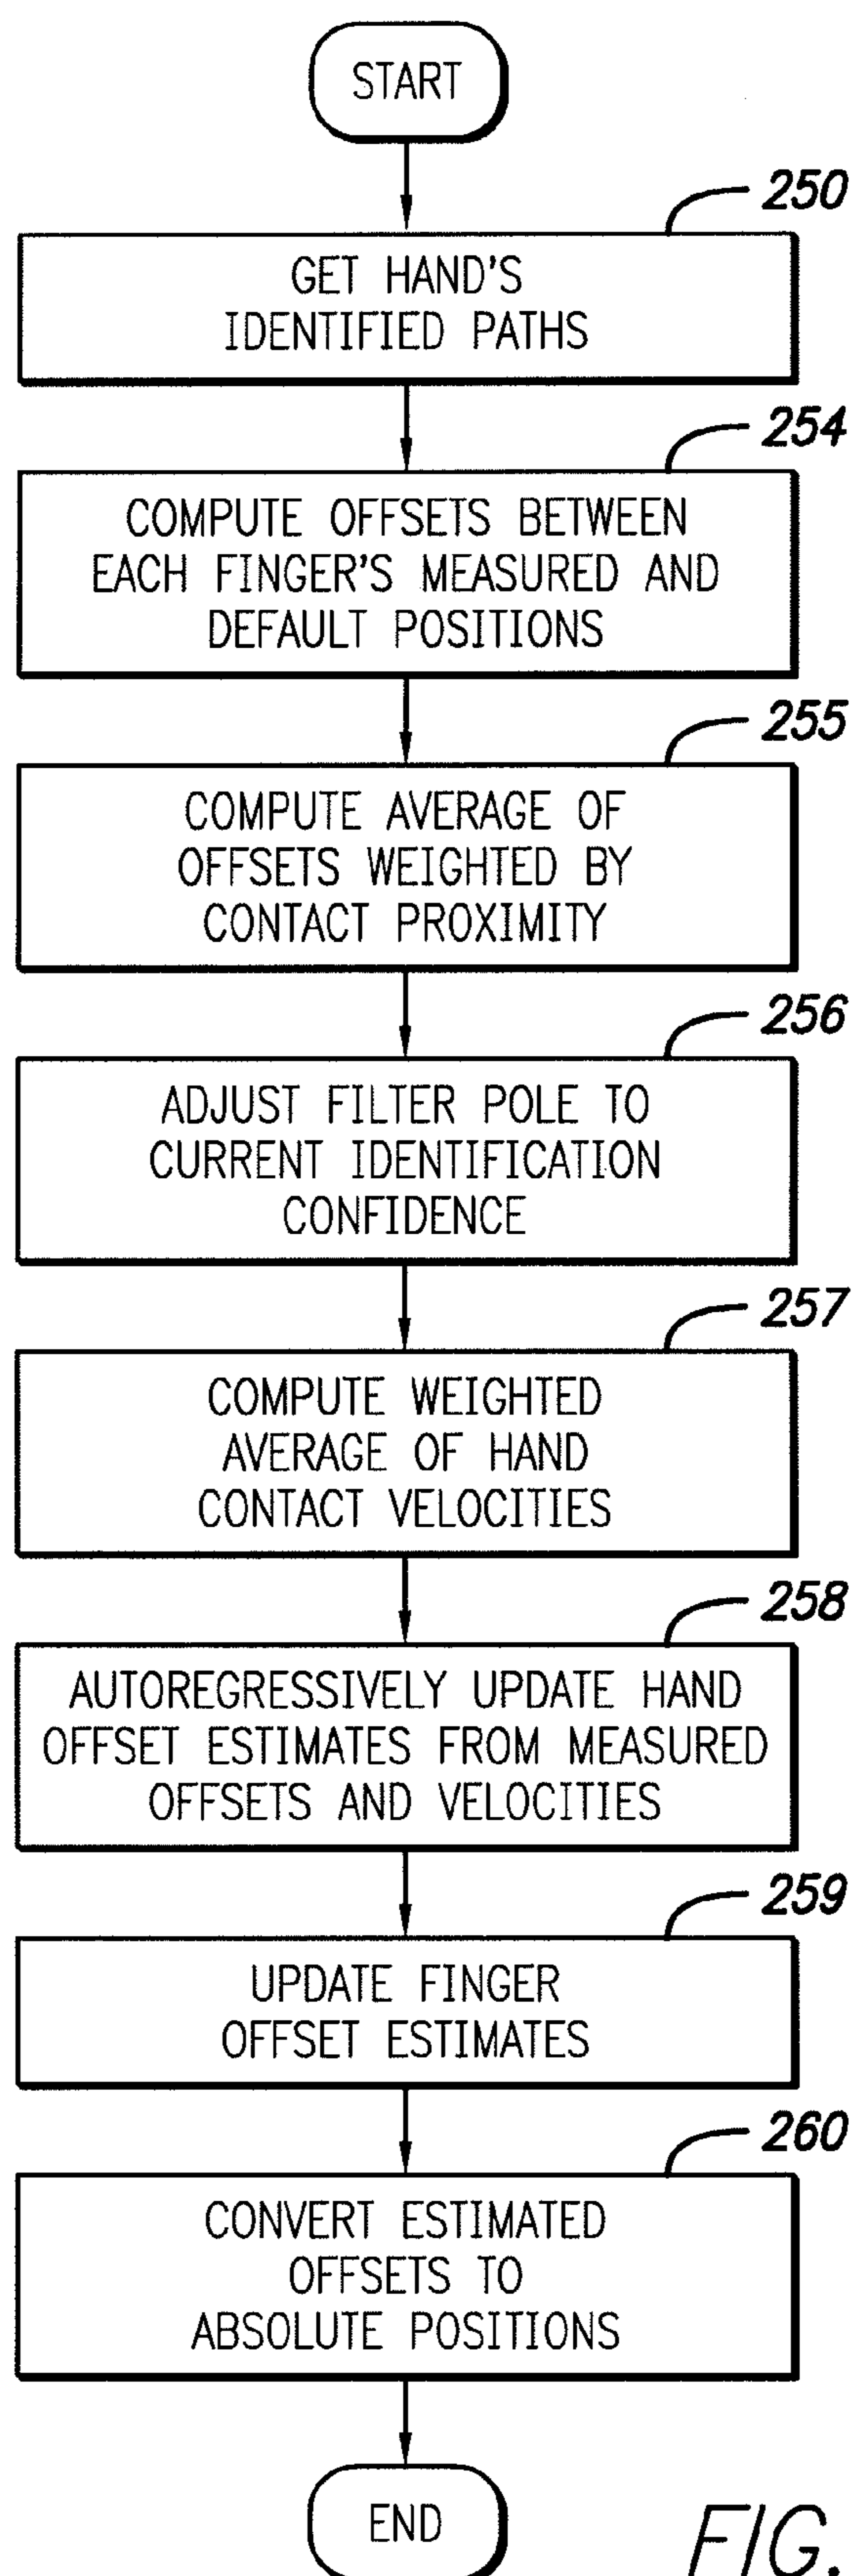 START
250
GET HAND'S
IDENTIFIED PATHS
254
COMPUTE OFFSETS BETWEEN
EACH FINGER'S MEASURED AND
DEFAULT POSITIONS
255
COMPUTE AVERAGE OF
OFFSETS WEIGHTED BY
CONTACT PROXIMITY
256
ADJUST FILTER POLE TO
CURRENT IDENTIFICATION
CONFIDENCE
257
COMPUTE WEIGHTED
AVERAGE OF HAND
CONTACT VELOCITIES
258
AUTOREGRESSIVELY UPDATE HAND
OFFSET ESTIMATES FROM MEASURED
OFFSETS AND VELOCITIES
259
UPDATE FINGER
OFFSET ESTIMATES
260
CONVERT ESTIMATED
OFFSETS TO
ABSOLUTE POSITIONS
END
FIG.